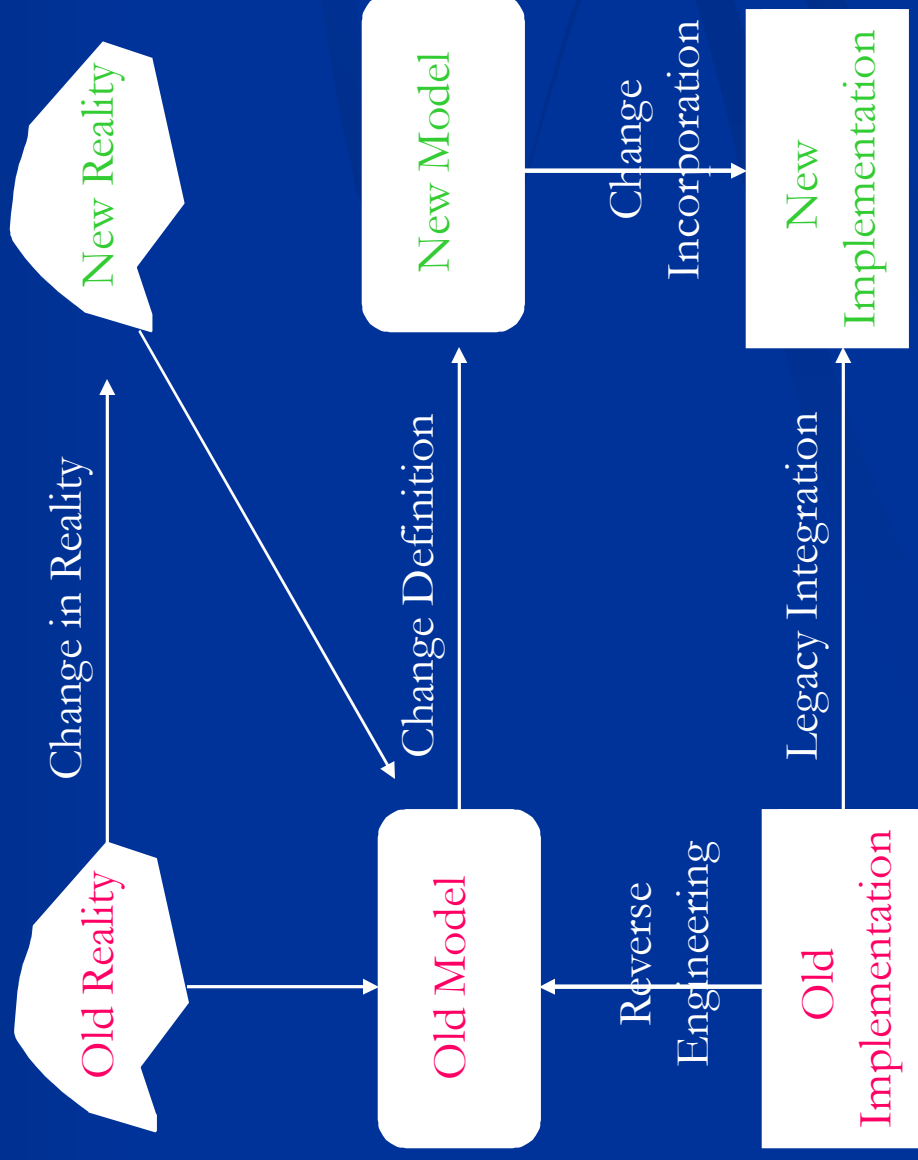 Change in Reality
Old Reality
New Reality
Change Definition
Old Model
New Model
Reverse
Engineering
Change
Incorporation
Legacy Integration
Old
Implementation
New
Implementation